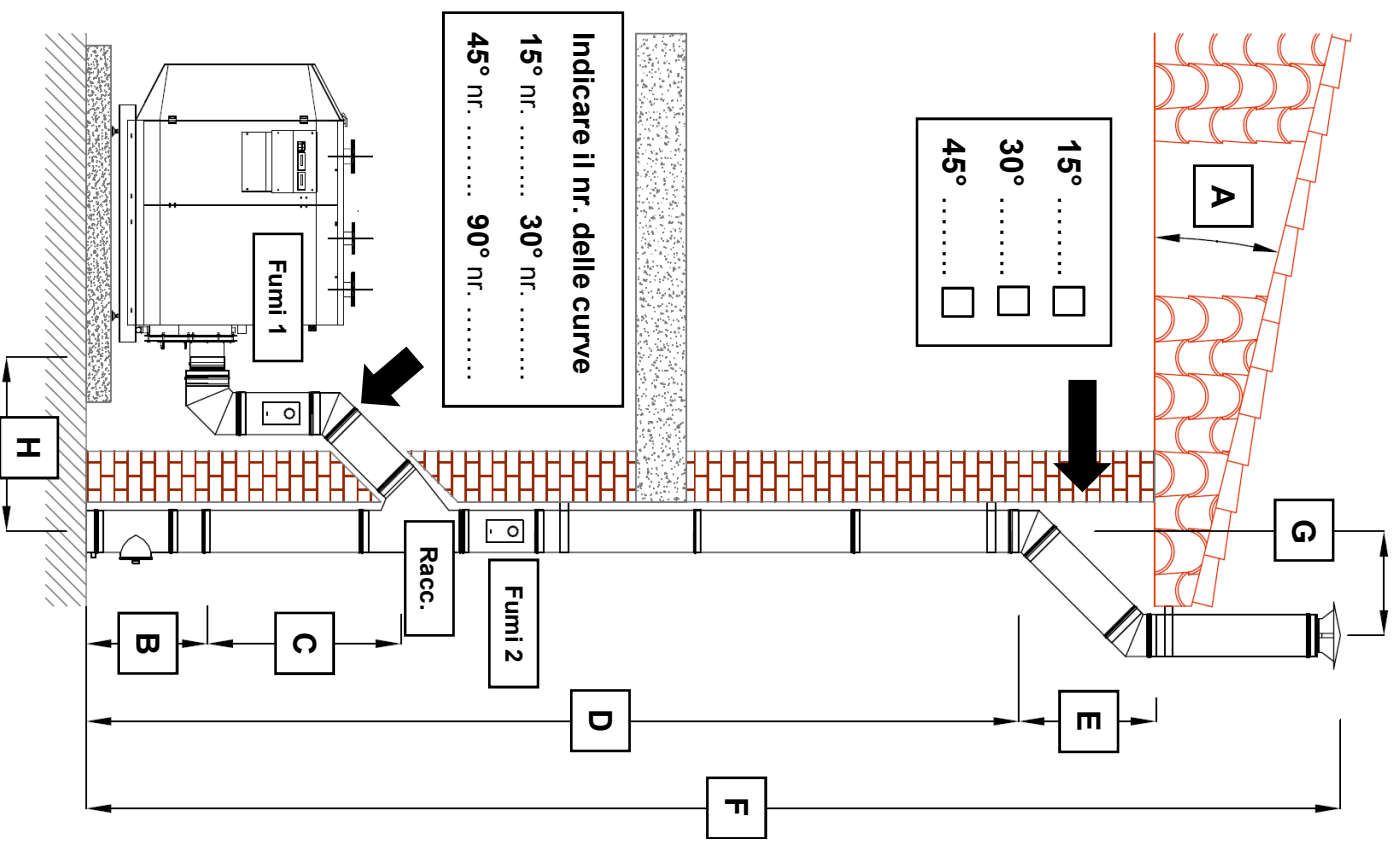 G
A
E
15° .........
30° .........
45° .........
F
D
Indicare il nr. delle curve
15° nr. ......... 30° nr. .........
45° nr. ......... 90° nr. .........
Fumi 2
Racc.
C
Fumi 1
B
H